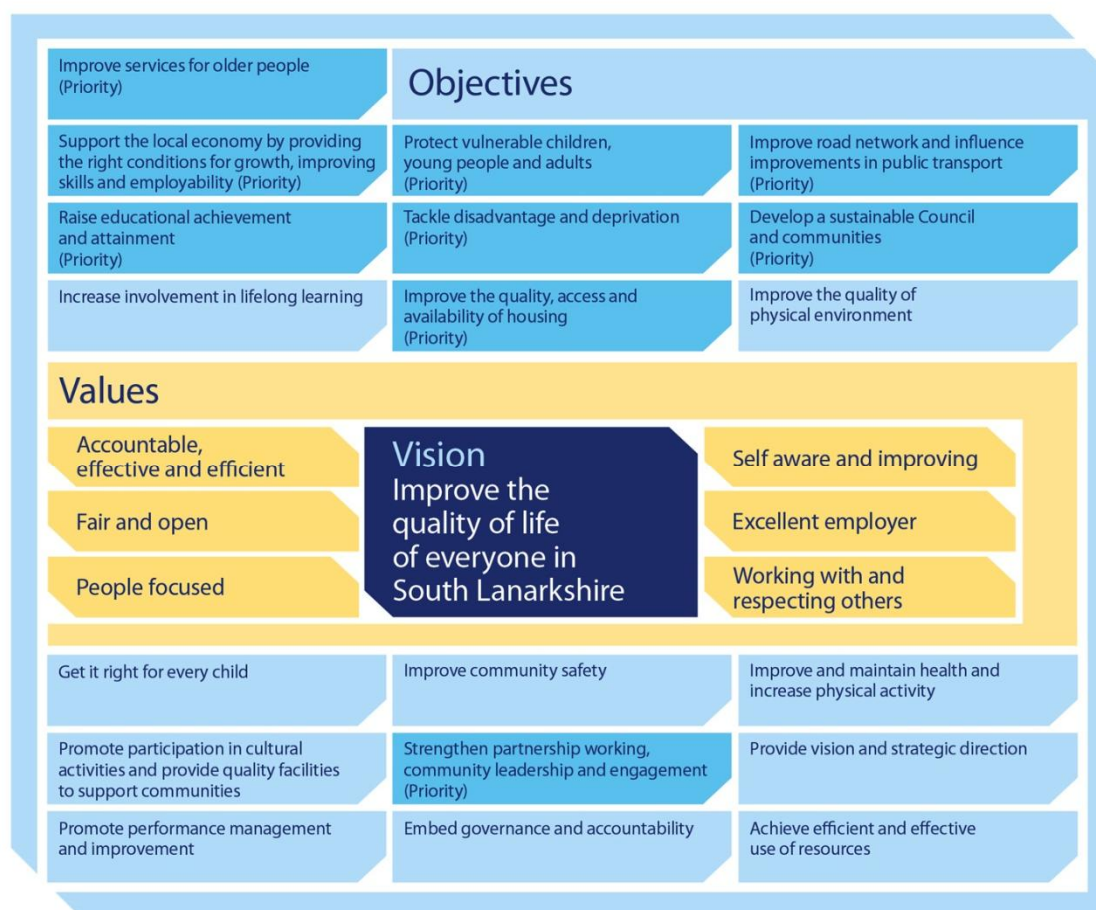 Improve services for older people
(Priority)
Objectives
Support the local economy by providing
the right conditions for growth, improving
skills and employability (Priority)
Protect vulnerable children,
young people and adults
(Priority)
Improve road network and influence
improvements in public transport
(Priority)
Raise educational achievement
and attainment
(Priority)
Tackle disadvantage and deprivation
(Priority)
Develop a sustainable Council
and communities
(Priority)
Increase involvement in lifelong learning
Improve the quality, access and
availability of housing
(Priority)
Improve the quality of
physical environment
Values
Accountable,
effective and efficient
Fair and open
People focused
Vision
Improve the
quality of life
of everyone in
South Lanarkshire
Self aware and improving
Excellent employer
Working with and
respecting others
Get it right for every child
Improve community safety
Improve and maintain health and
increase physical activity
Promote participation in cultural
activities and provide quality facilities
to support communities
Strengthen partnership working,
community leadership and engagement
(Priority)
Provide vision and strategic direction
Promote performance management
and improvement
Embed governance and accountability
Achieve efficient and effective
use of resources